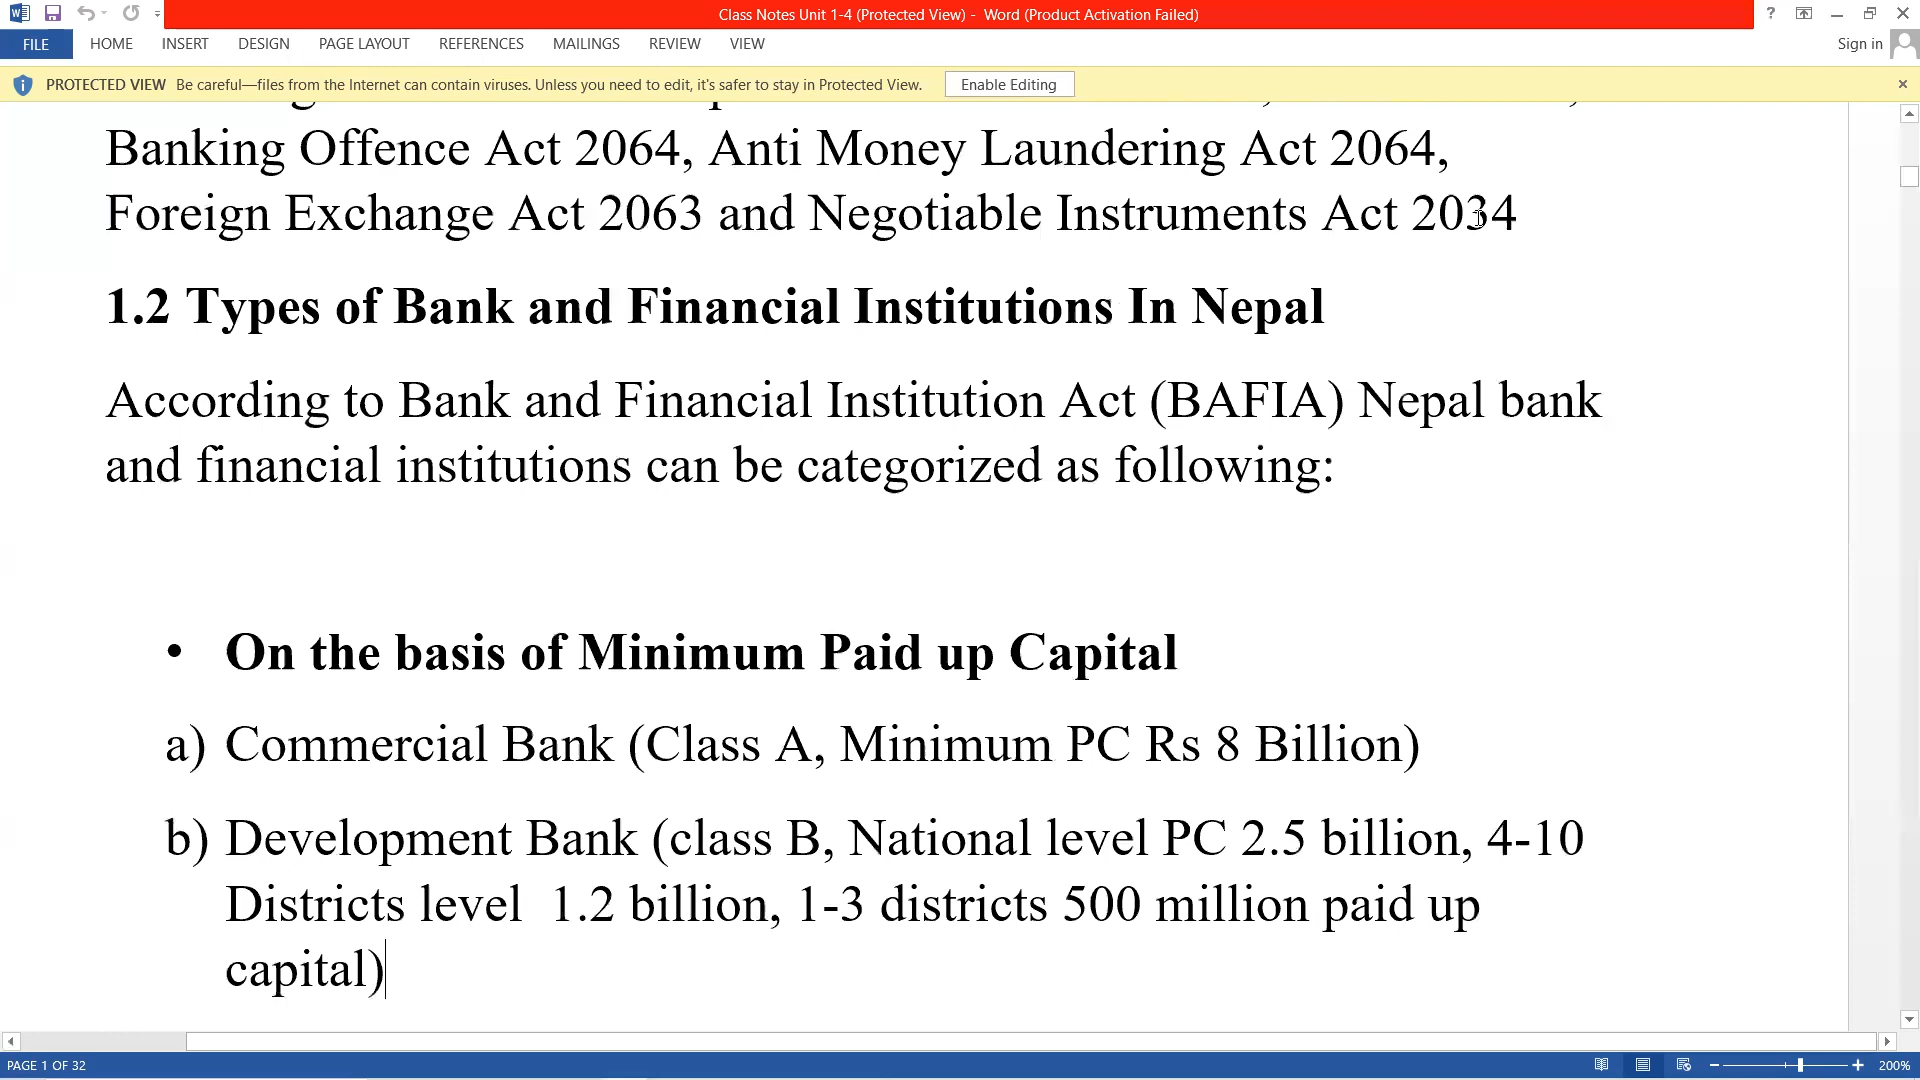 Class Notes Unit 1-4 (Protected View) - Word (Product Activation Failed)
FILE HOME INSERT DESIGN PAGE LAYOUT REFERENCES MAILINGS REVIEW VIEW Sign in
PROTECTED VIEW Be careful—files from the Internet can contain viruses. Unless you need to edit, it's safer to stay in Protected View. Enable Editing
Banking Offence Act 2064, Anti Money Laundering Act 2064,
Foreign Exchange Act 2063 and Negotiable Instruments Act 2034
1.2 Types of Bank and Financial Institutions In Nepal
According to Bank and Financial Institution Act (BAFIA) Nepal bank
and financial institutions can be categorized as following:
• On the basis of Minimum Paid up Capital
a) Commercial Bank (Class A, Minimum PC Rs 8 Billion)
b) Development Bank (class B, National level PC 2.5 billion, 4-10
Districts level 1.2 billion, 1-3 districts 500 million paid up
capital)
PAGE 1 OF 32 200%